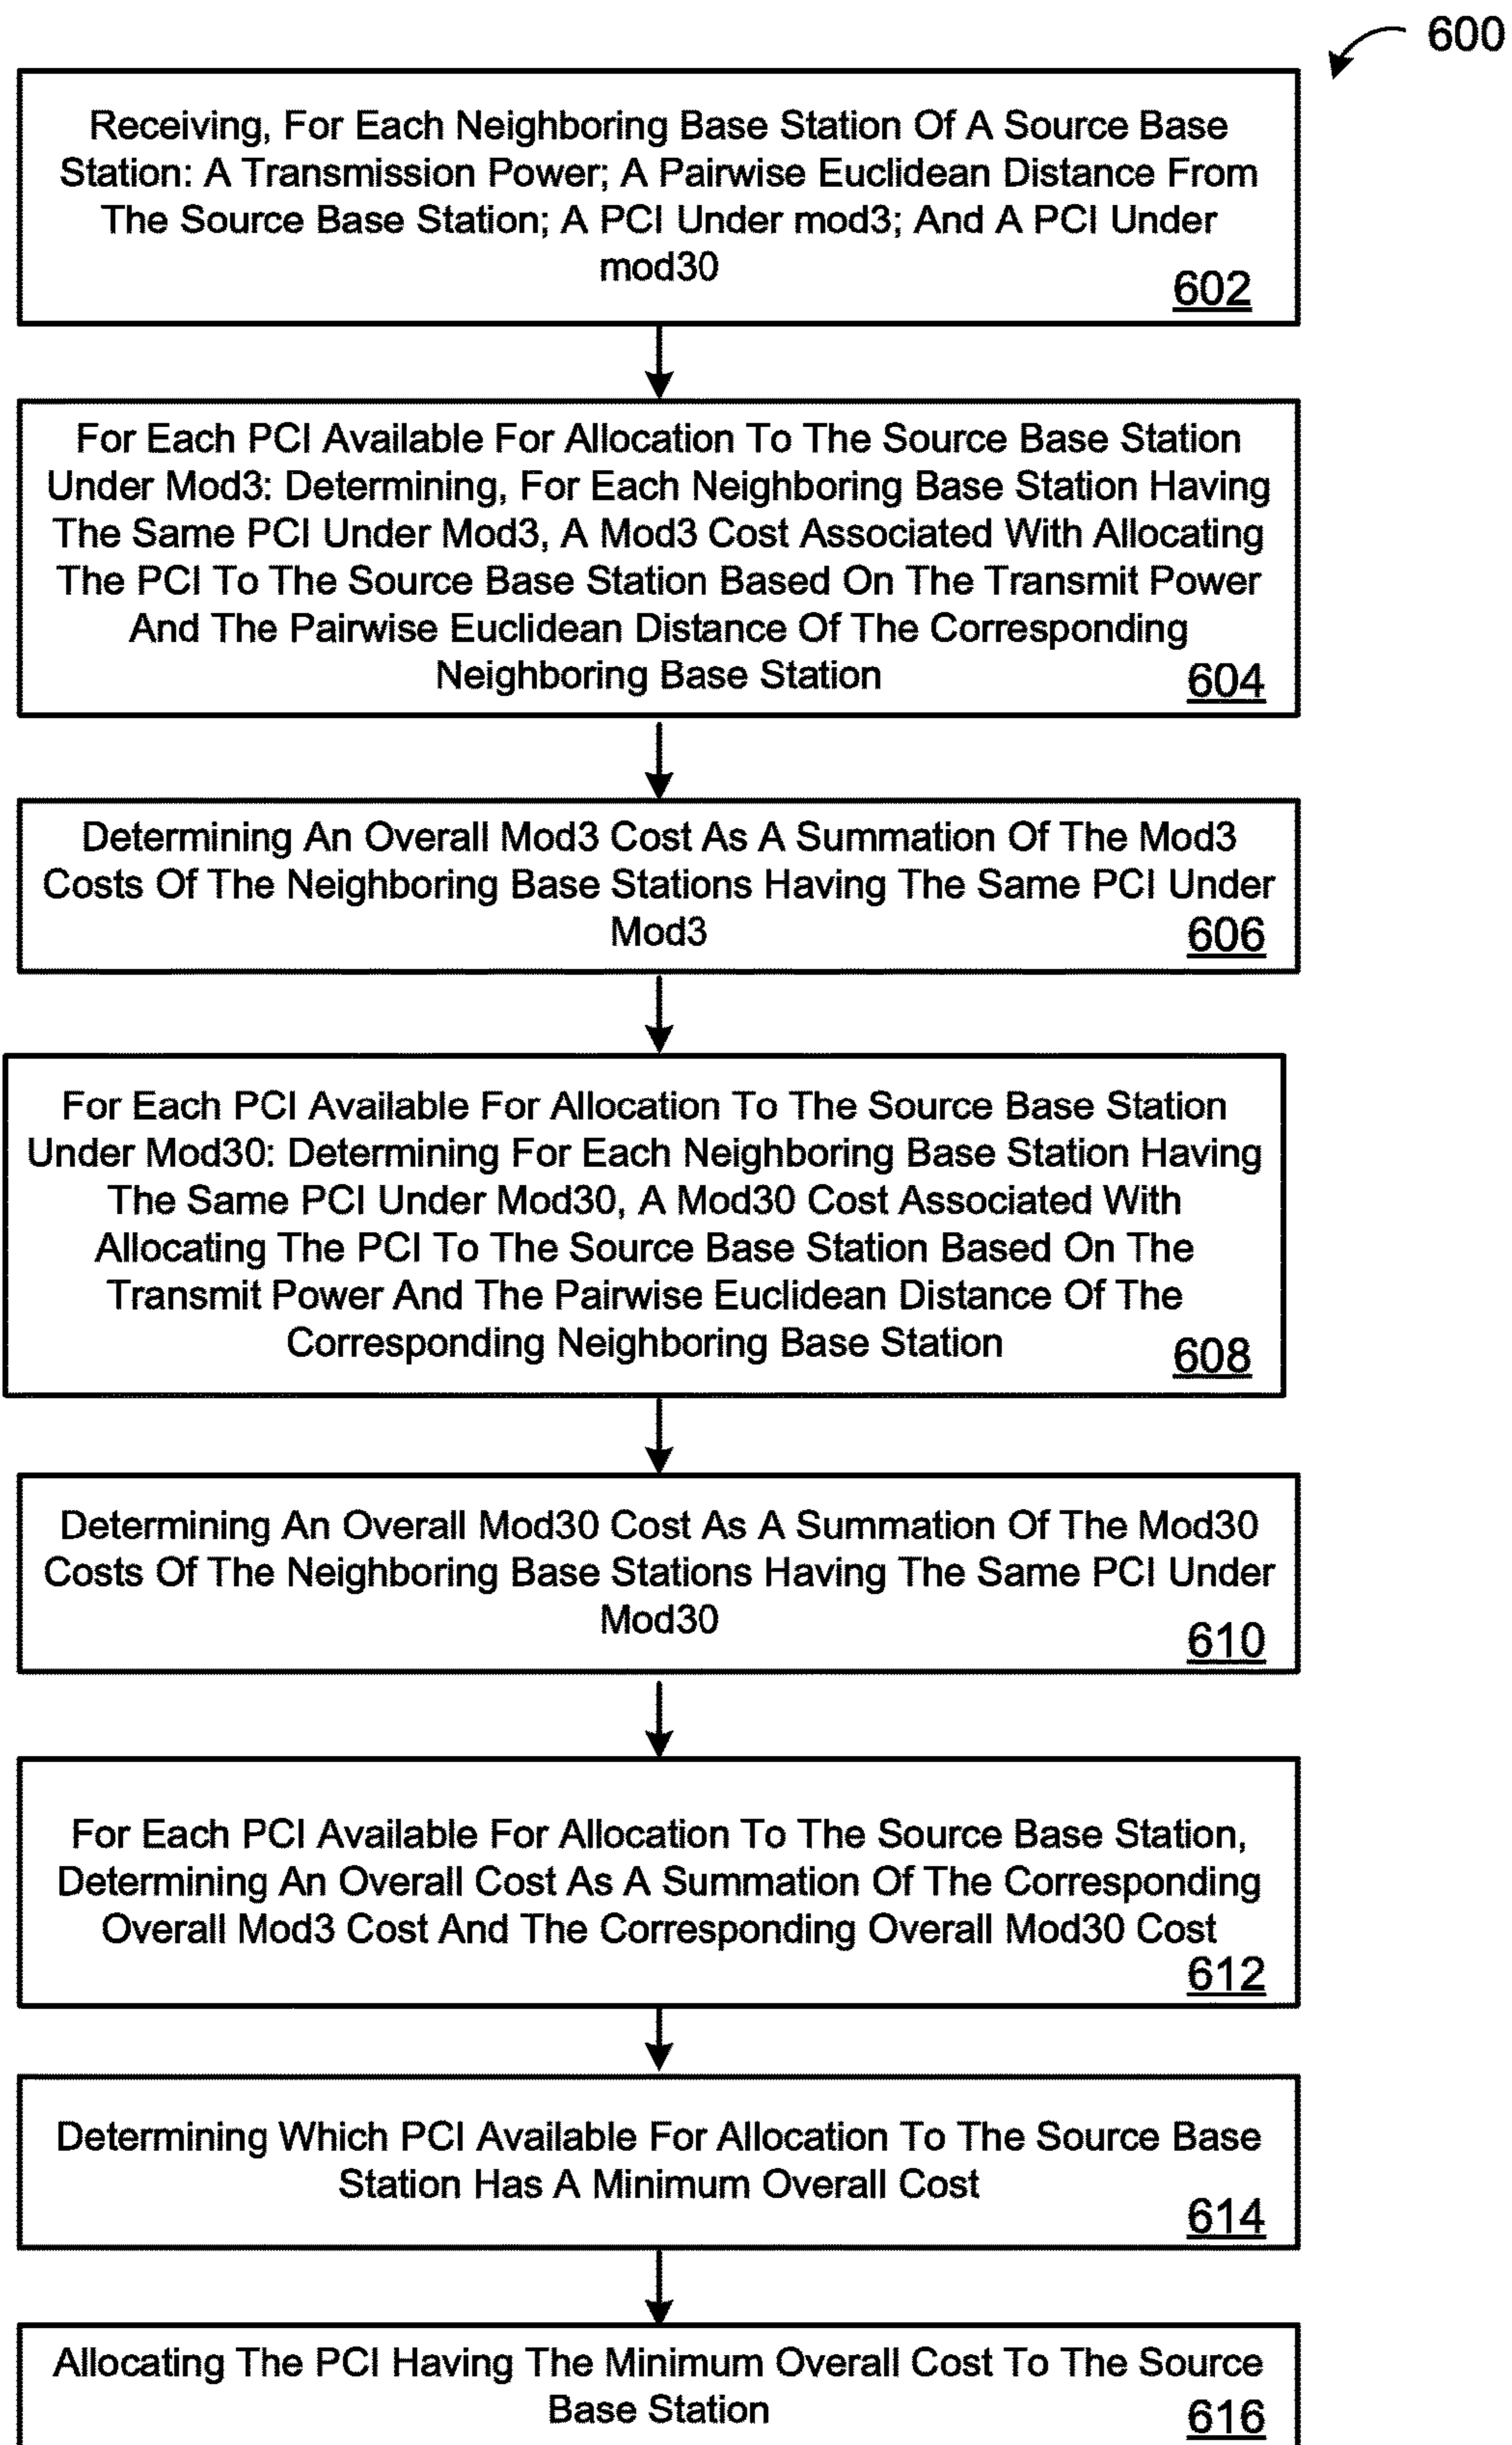 600
Receiving, For Each Neighboring Base Station Of A Source Base
Station: A Transmission Power; A Pairwise Euclidean Distance From
The Source Base Station; A PCI Under mod3; And A PCI Under
mod30
602
For Each PCI Available For Allocation To The Source Base Station
Under Mod3: Determining, For Each Neighboring Base Station Having
The Same PCI Under Mod3, A Mod3 Cost Associated With Allocating
The PCI To The Source Base Station Based On The Transmit Power
And The Pairwise Euclidean Distance Of The Corresponding
Neighboring Base Station
604
Determining An Overall Mod3 Cost As A Summation Of The Mod3
Costs Of The Neighboring Base Stations Having The Same PCI Under
Mod3
606
For Each PCI Available For Allocation To The Source Base Station
Under Mod30: Determining For Each Neighboring Base Station Having
The Same PCI Under Mod30, A Mod30 Cost Associated With
Allocating The PCI To The Source Base Station Based On The
Transmit Power And The Pairwise Euclidean Distance Of The
Corresponding Neighboring Base Station
608
Determining An Overall Mod30 Cost As A Summation Of The Mod30
Costs Of The Neighboring Base Stations Having The Same PCI Under
Mod30
610
For Each PCI Available For Allocation To The Source Base Station,
Determining An Overall Cost As A Summation Of The Corresponding
Overall Mod3 Cost And The Corresponding Overall Mod30 Cost
612
Determining Which PCI Available For Allocation To The Source Base
Station Has A Minimum Overall Cost
614
Allocating The PCI Having The Minimum Overall Cost To The Source
Base Station
616